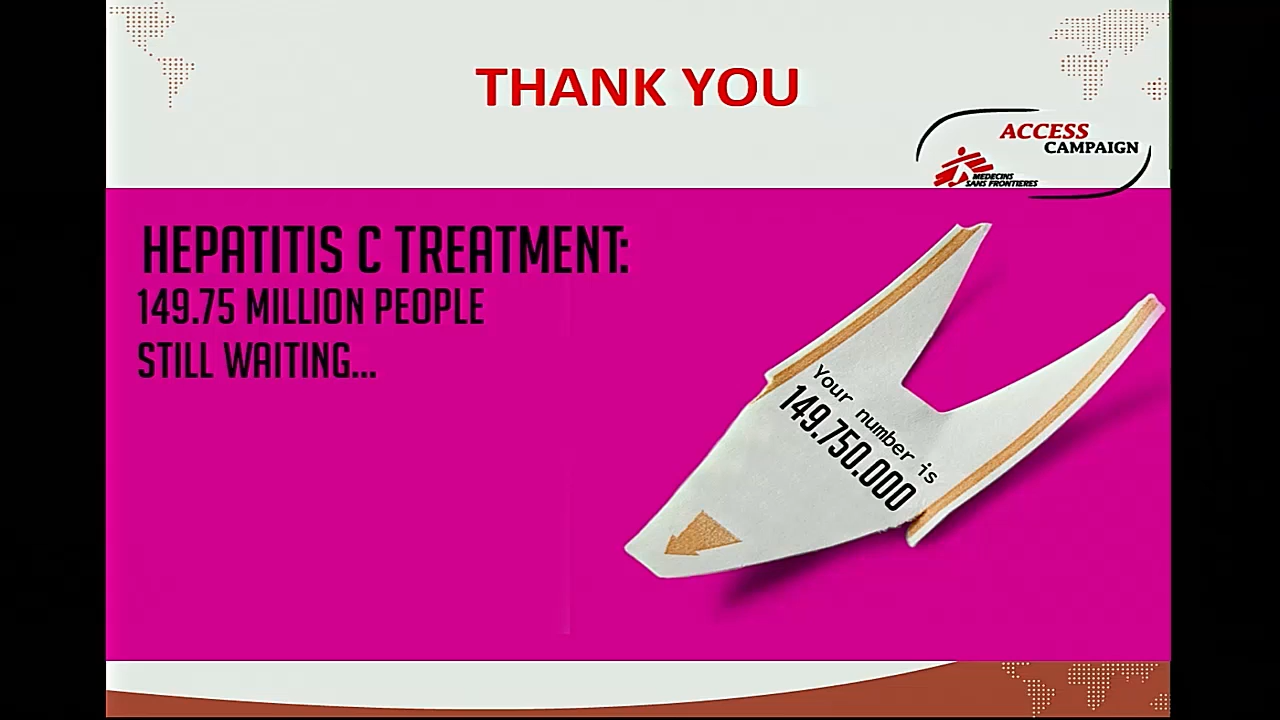 THANK YOU
ACCESS
CAMPAIGN
MEDECINS
SANS FRONTIERES
HEPATITIS C TREATMENT:
149.75 MILLION PEOPLE
STILL WAITING...
Your number is
149.750.000